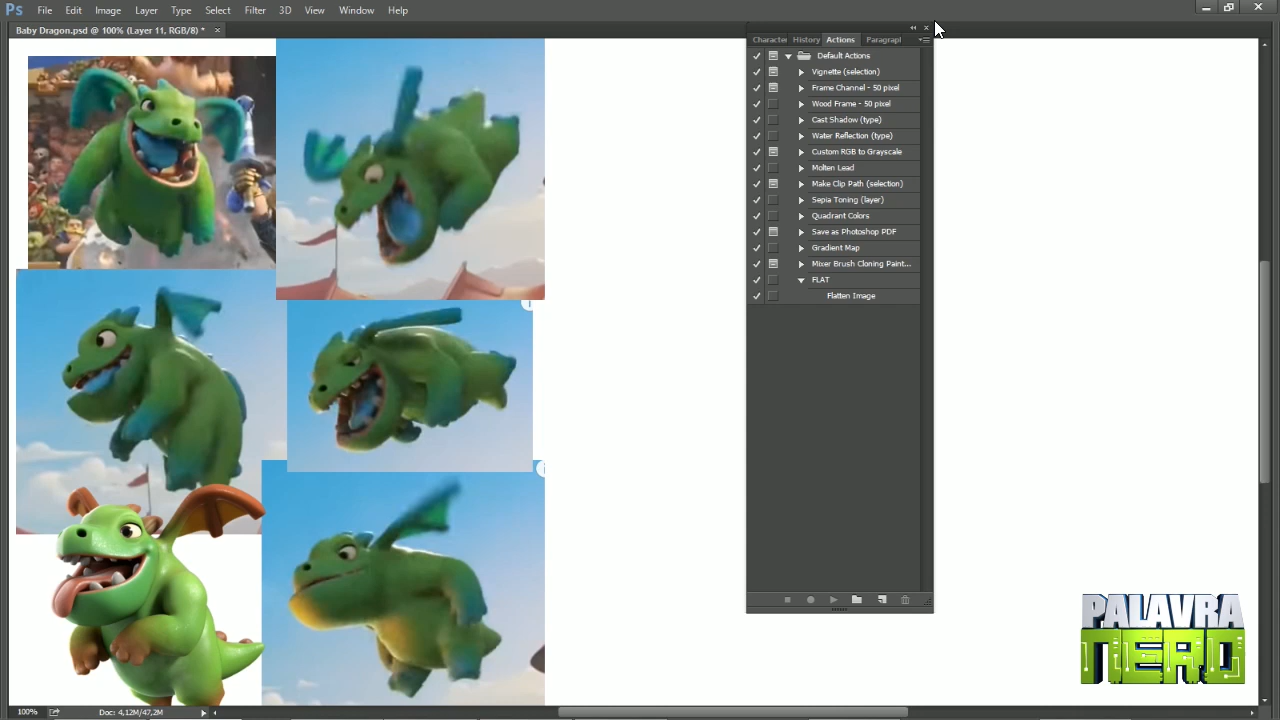 Ps File Edit Image Layer Type Select Filter 3D View Window Help
Baby Dragon.psd @ 100% (Layer 11, RGB/8) * ×
Character History Actions Paragraph
Default Actions
Vignette (selection)
Frame Channel - 50 pixel
Wood Frame - 50 pixel
Cast Shadow (type)
Water Reflection (type)
Custom RGB to Grayscale
Molten Lead
Make Clip Path (selection)
Sepia Toning (layer)
Quadrant Colors
Save as Photoshop PDF
Gradient Map
Mixer Brush Cloning Paint...
FLAT
Flatten Image
PALAVRA
NERD
100% Doc: 4,12M/47,2M